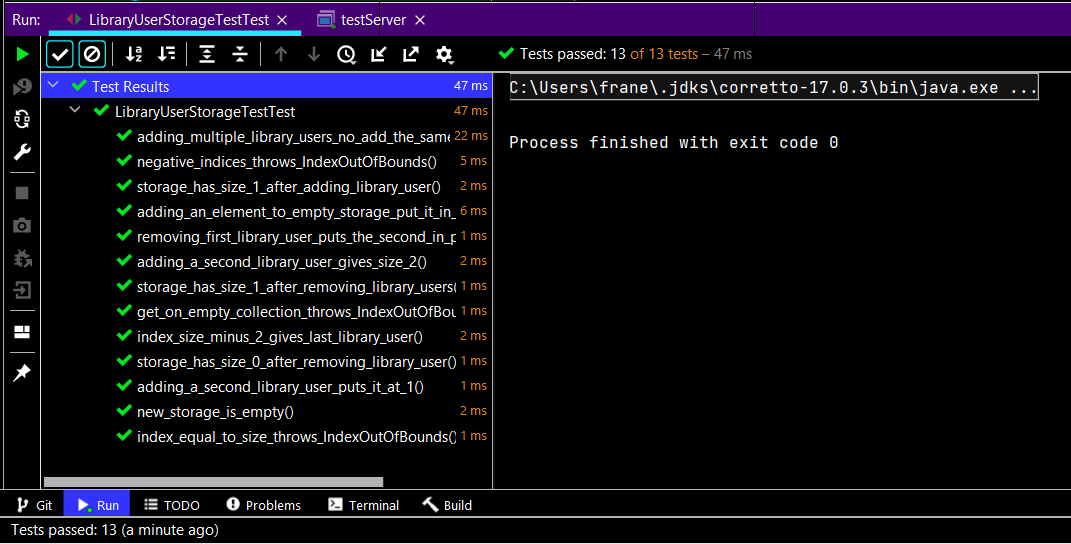 Run: LibraryUserStorageTestTest × testServer ×
Tests passed: 13 of 13 tests – 47 ms
Test Results 47 ms
LibraryUserStorageTestTest 47 ms
adding_multiple_library_users_no_add_the_same 22 ms
negative_indices_throws_IndexOutOfBounds() 5 ms
storage_has_size_1_after_adding_library_user() 2 ms
adding_an_element_to_empty_storage_put_it_in_ 6 ms
removing_first_library_user_puts_the_second_in_p 1 ms
adding_a_second_library_user_gives_size_2() 2 ms
storage_has_size_1_after_removing_library_users( 1 ms
get_on_empty_collection_throws_IndexOutOfBou 1 ms
index_size_minus_2_gives_last_library_user() 2 ms
storage_has_size_0_after_removing_library_user() 1 ms
adding_a_second_library_user_puts_it_at_1() 1 ms
new_storage_is_empty() 2 ms
index_equal_to_size_throws_IndexOutOfBounds() 1 ms
C:\Users\frane\.jdks\corretto-17.0.3\bin\java.exe ...
Process finished with exit code 0
Git Run TODO Problems Terminal Build
Tests passed: 13 (a minute ago)